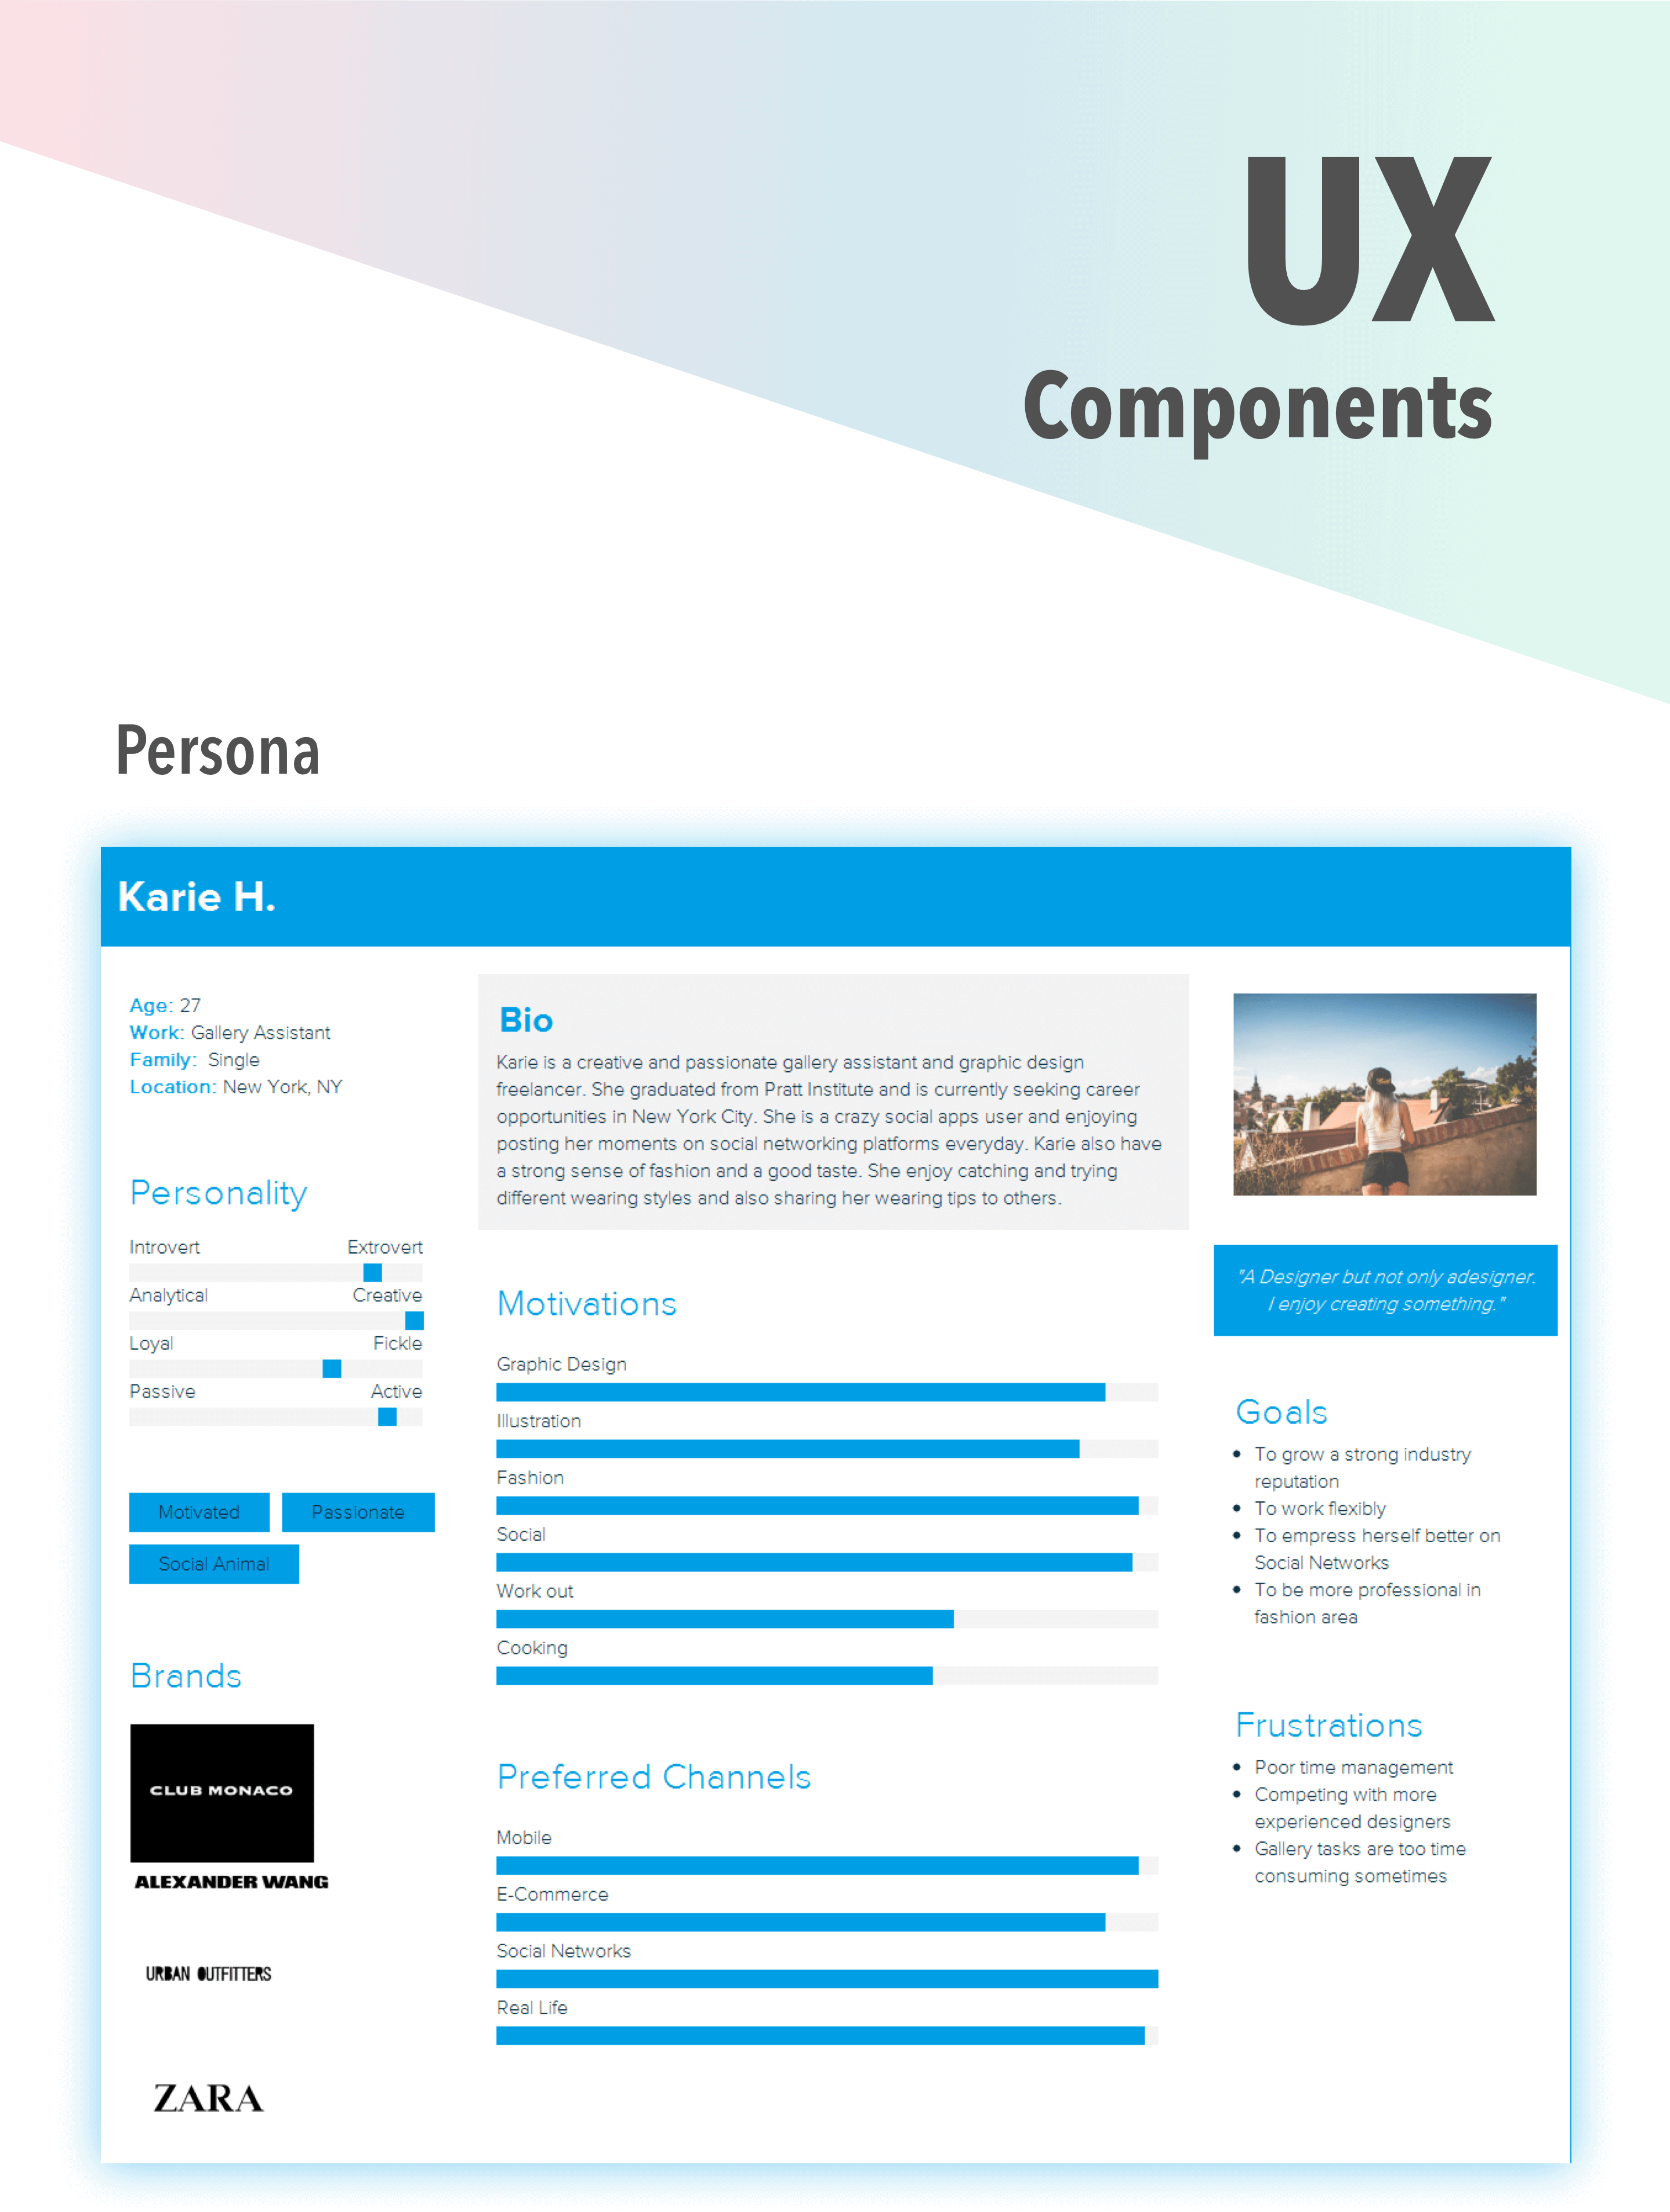 UX
Components
Persona
Karie H.
Age: 27
Work: Gallery Assistant
Family: Single
Location: New York, NY
Personality
Introvert Extrovert
Analytical Creative
Loyal Fickle
Passive Active
Motivated Passionate
Social Animal
Brands
CLUB MONACO
ALEXANDER WANG
URBAN OUTFITTERS
ZARA
Bio
Karie is a creative and passionate gallery assistant and graphic design
freelancer. She graduated from Pratt Institute and is currently seeking career
opportunities in New York City. She is a crazy social apps user and enjoying
posting her moments on social networking platforms everyday. Karie also have
a strong sense of fashion and a good taste. She enjoy catching and trying
different wearing styles and also sharing her wearing tips to others.
Motivations
Graphic Design
Illustration
Fashion
Social
Work out
Cooking
Preferred Channels
Mobile
E-Commerce
Social Networks
Real Life
"A Designer but not only adesigner.
I enjoy creating something."
Goals
• To grow a strong industry
reputation
• To work flexibly
• To empress herself better on
Social Networks
• To be more professional in
fashion area
Frustrations
• Poor time management
• Competing with more
experienced designers
• Gallery tasks are too time
consuming sometimes